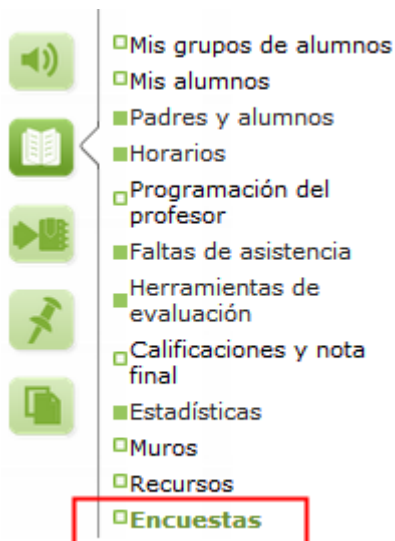 Mis grupos de alumnos
Mis alumnos
Padres y alumnos
Horarios
Programación del
profesor
Faltas de asistencia
Herramientas de
evaluación
Calificaciones y nota
final
Estadísticas
Muros
Recursos
Encuestas